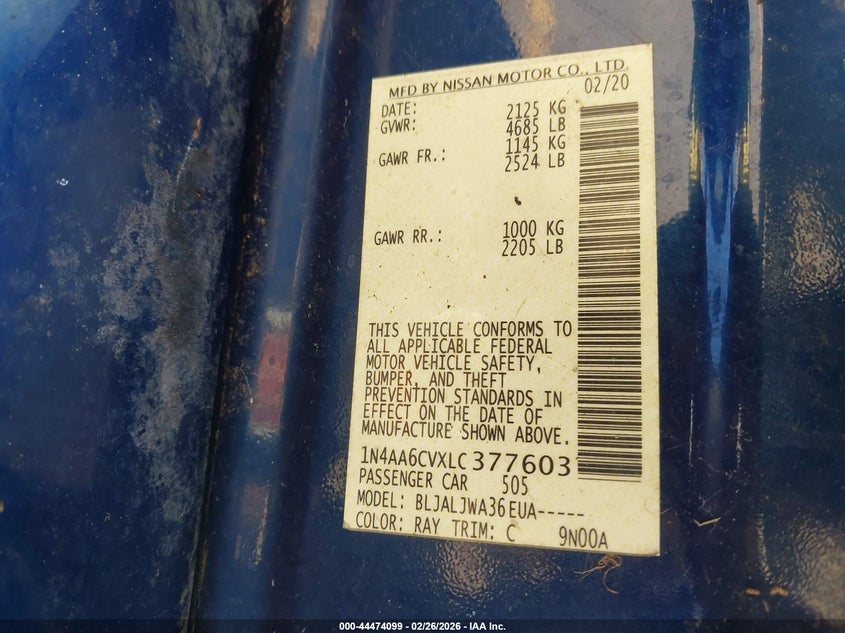 MFD BY NISSAN MOTOR CO., LTD.
DATE: 02/20
GVWR: 2125 KG
4685 LB
GAWR FR.: 1145 KG
2524 LB
GAWR RR.: 1000 KG
2205 LB
THIS VEHICLE CONFORMS TO
ALL APPLICABLE FEDERAL
MOTOR VEHICLE SAFETY,
BUMPER, AND THEFT
PREVENTION STANDARDS IN
EFFECT ON THE DATE OF
MANUFACTURE SHOWN ABOVE.
1N4AA6CVXLC377603
PASSENGER CAR 505
MODEL: BLJALJWA36EUA-----
COLOR: RAY TRIM: C 9N00A
000-44474099 - 02/26/2026 - IAA Inc.